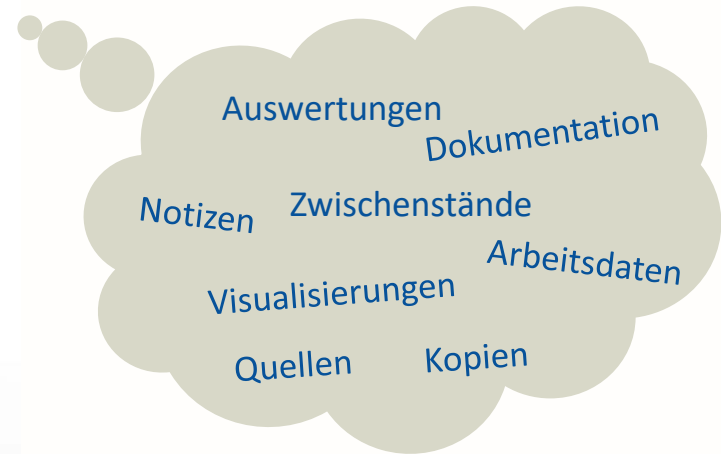 Auswertungen
Dokumentation
Notizen
Zwischenstände
Arbeitsdaten
Visualisierungen
Quellen
Kopien